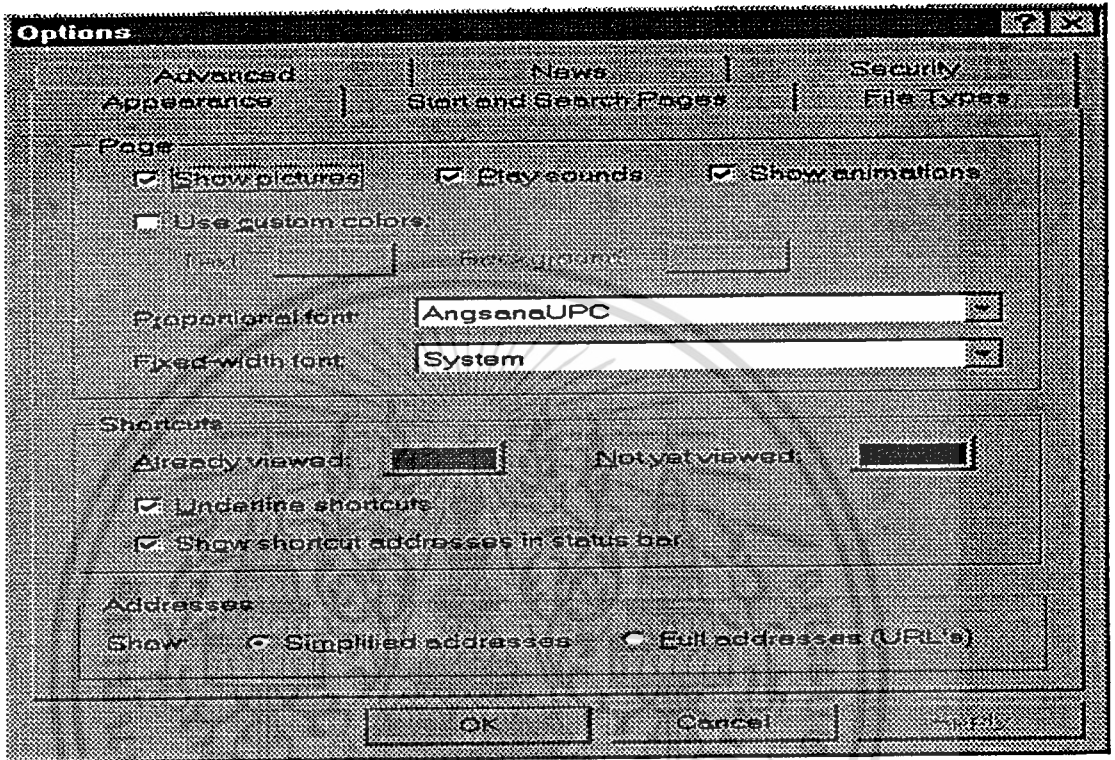 Options
Advanced News Security
Appearance Start and Search Pages File Types
Page
Show pictures Play sounds Show animations
Use custom colors:
Text: Background:
Proportional font: AngsanaUPC
Fixed-width font: System
Shortcuts
Already viewed: Not yet viewed:
Underline shortcuts
Show shortcut addresses in status bar
Addresses
Show: Simplified addresses Full addresses (URL's)
OK Cancel Apply